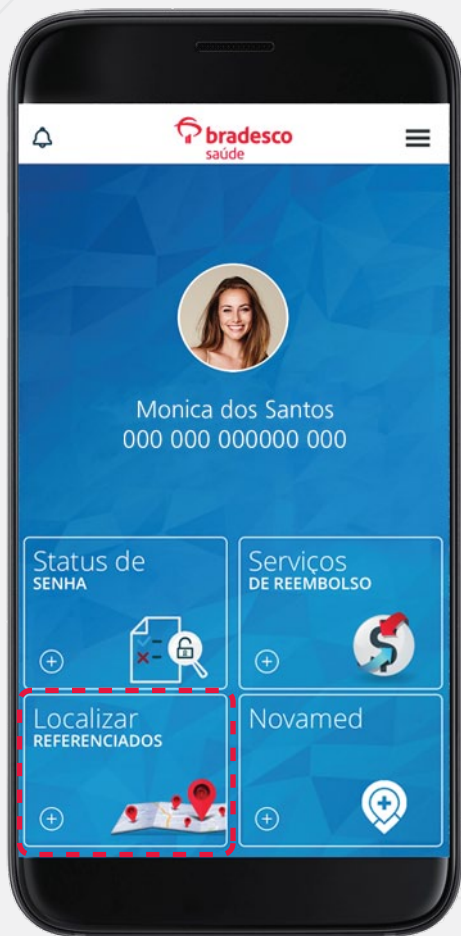 bradesco
saúde
Monica dos Santos
000 000 000000 000
Status de
SENHA
Serviços
DE REEMBOLSO
Localizar
REFERENCIADOS
Novamed